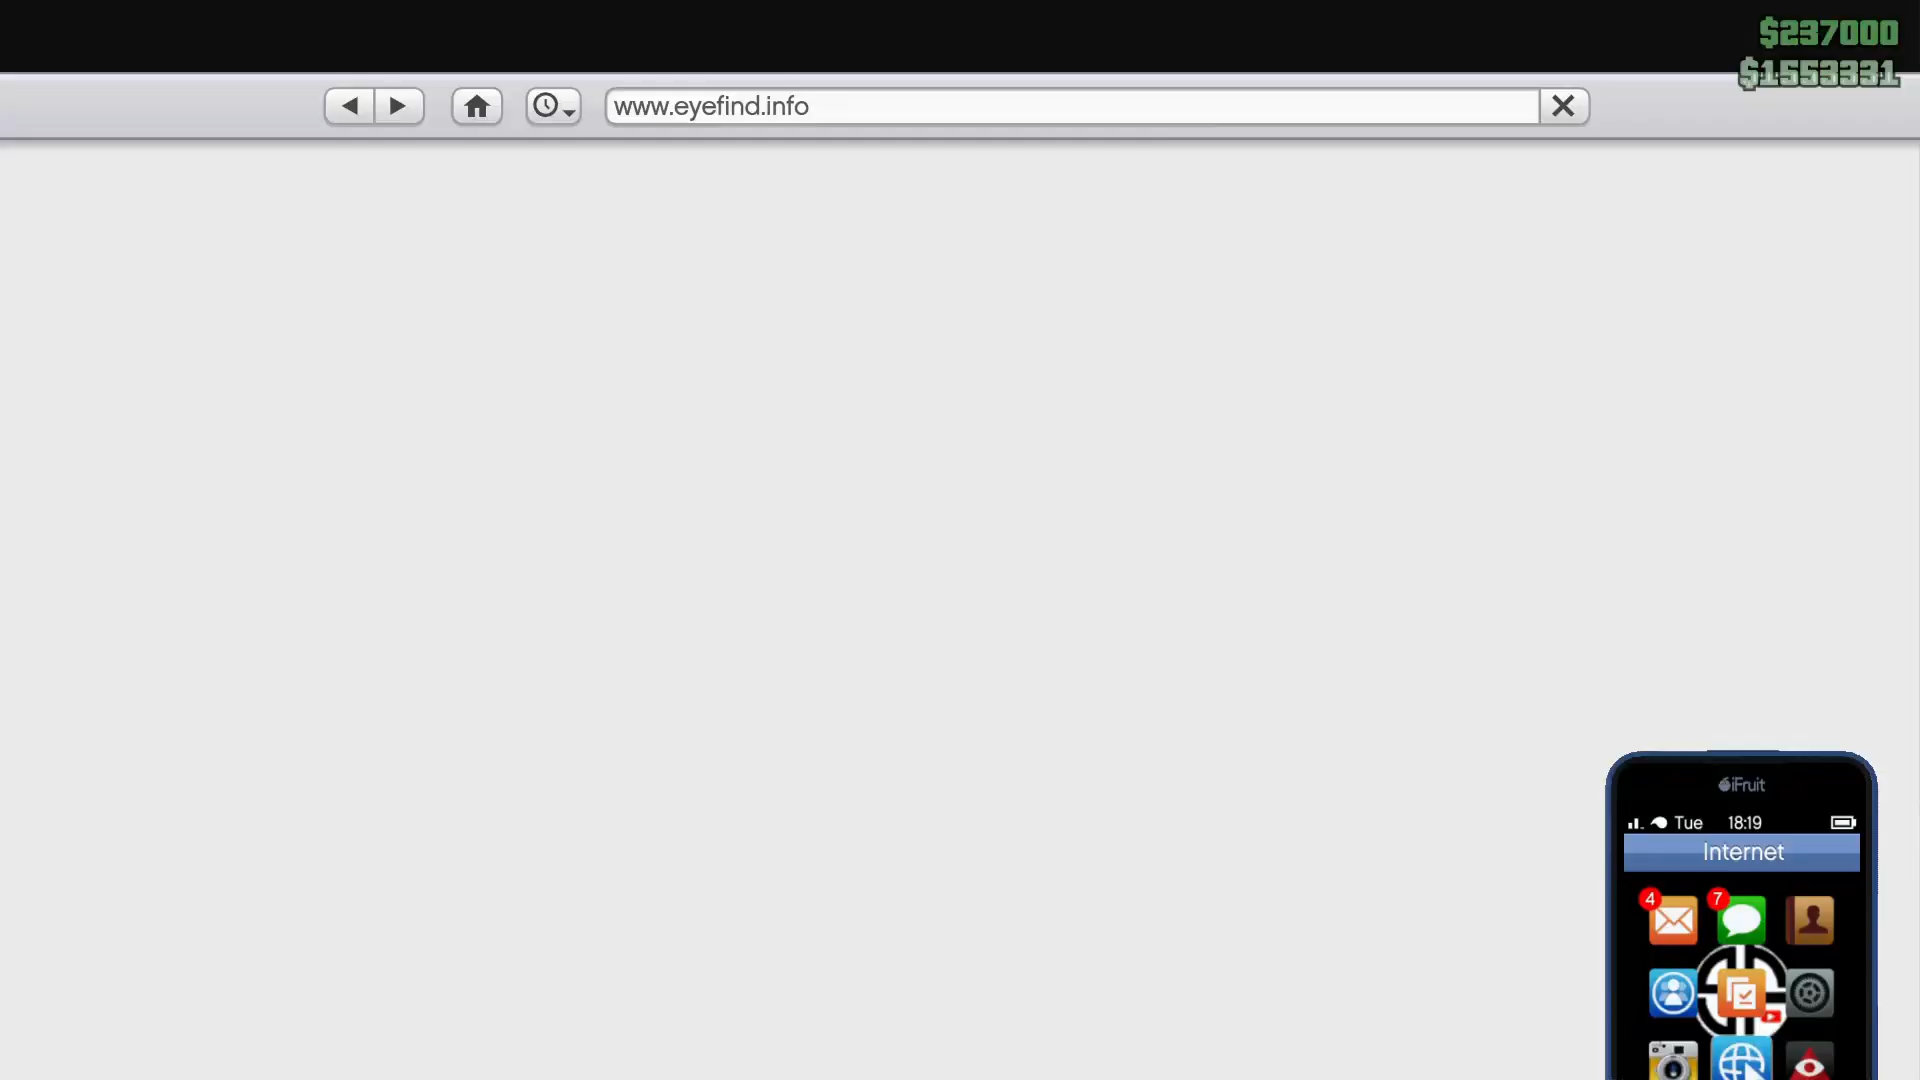 $237000
$1553331
www.eyefind.info
iFruit
Tue 18:19
Internet
4 7